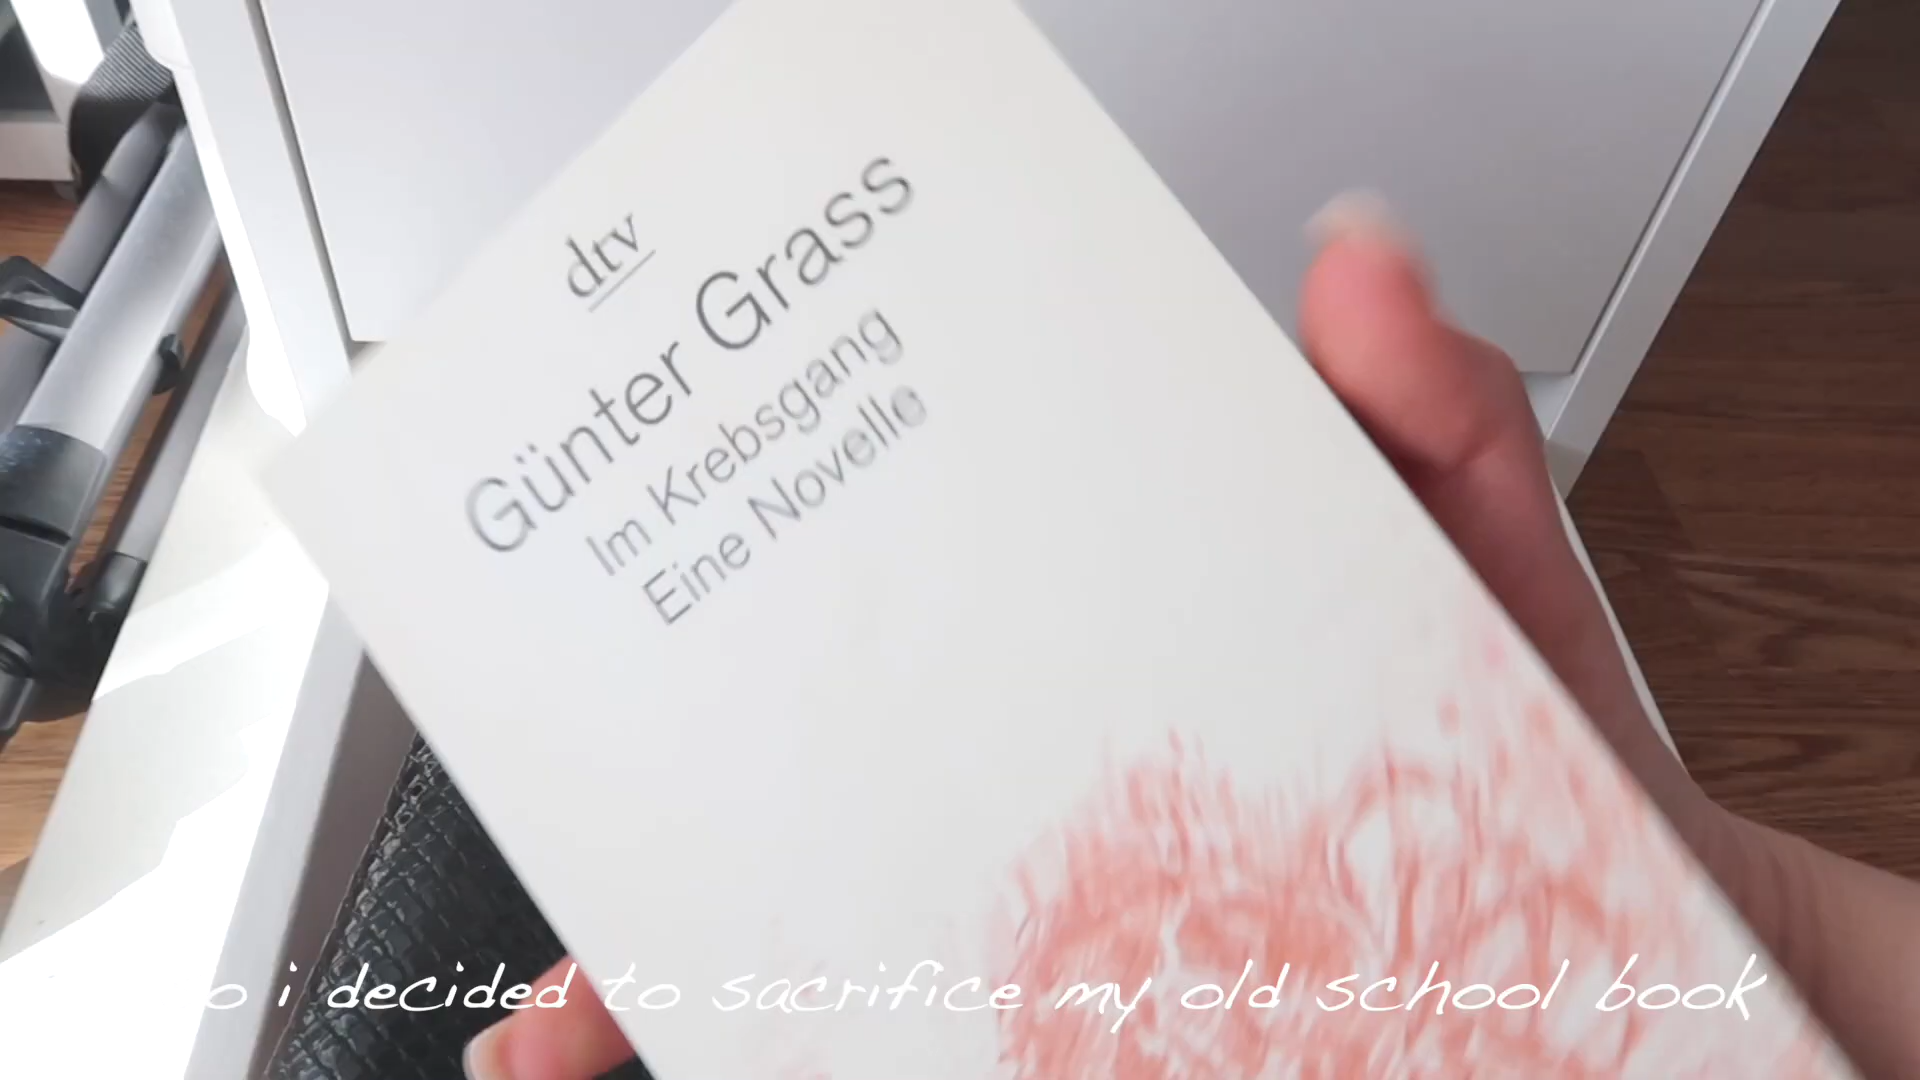 dtv
Günter Grass
Im Krebsgang
Eine Novelle
o i decided to sacrifice my old school book